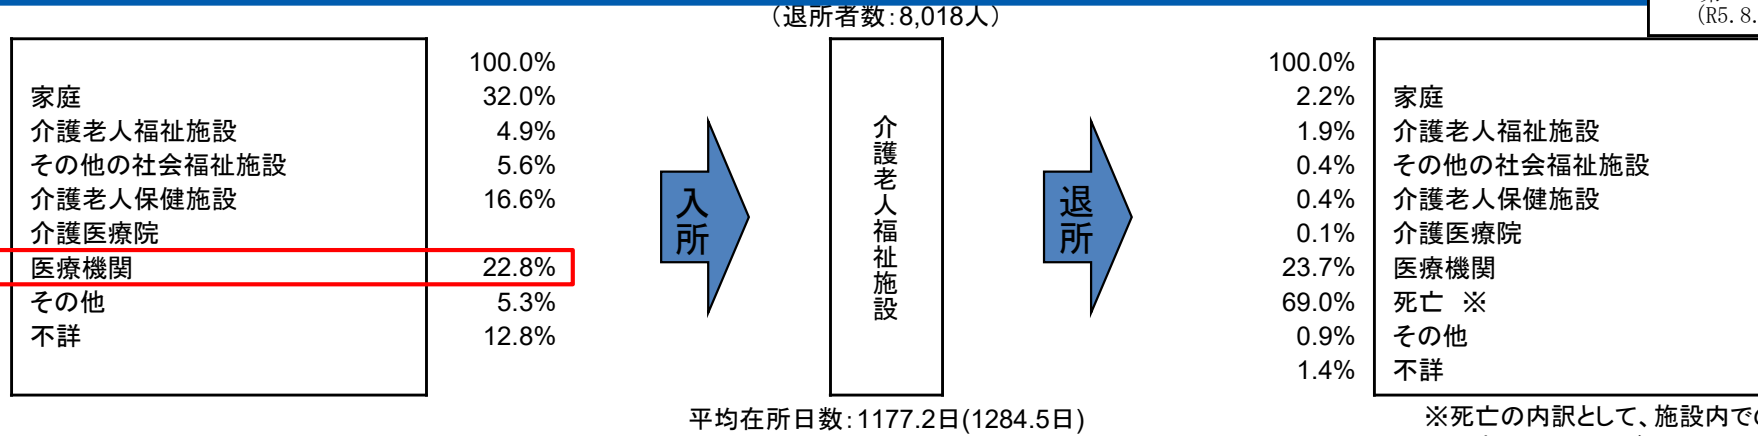 （退所者数：8,018人）
(R5.8.
100.0%
家庭 32.0%
介護老人福祉施設 4.9%
その他の社会福祉施設 5.6%
介護老人保健施設 16.6%
介護医療院
医療機関 22.8%
その他 5.3%
不詳 12.8%
入所
介護老人福祉施設
退所
100.0%
2.2% 家庭
1.9% 介護老人福祉施設
0.4% その他の社会福祉施設
0.4% 介護老人保健施設
0.1% 介護医療院
23.7% 医療機関
69.0% 死亡 ※
0.9% その他
1.4% 不詳
平均在所日数：1177.2日(1284.5日)
※死亡の内訳として、施設内での